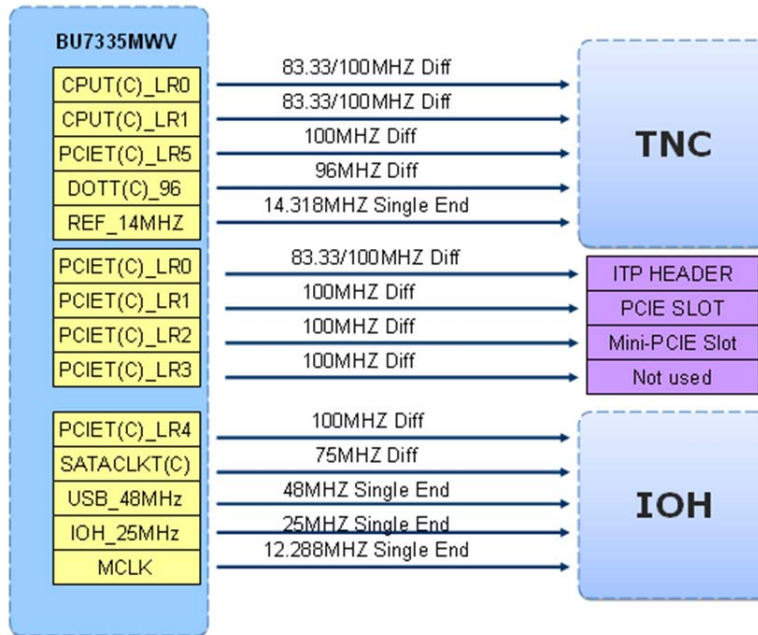 BU7335MWV
CPUT(C)_LR0
83.33/100MHZ Diff
CPUT(C)_LR1
83.33/100MHZ Diff
PCIET(C)_LR5
100MHZ Diff
DOTT(C)_96
96MHZ Diff
REF_14MHZ
14.318MHZ Single End
TNC
PCIET(C)_LR0
83.33/100MHZ Diff
ITP HEADER
PCIET(C)_LR1
100MHZ Diff
PCIE SLOT
PCIET(C)_LR2
100MHZ Diff
Mini-PCIE Slot
PCIET(C)_LR3
100MHZ Diff
Not used
PCIET(C)_LR4
100MHZ Diff
SATACLKT(C)
75MHZ Diff
USB_48MHz
48MHZ Single End
IOH_25MHz
25MHZ Single End
MCLK
12.288MHZ Single End
IOH